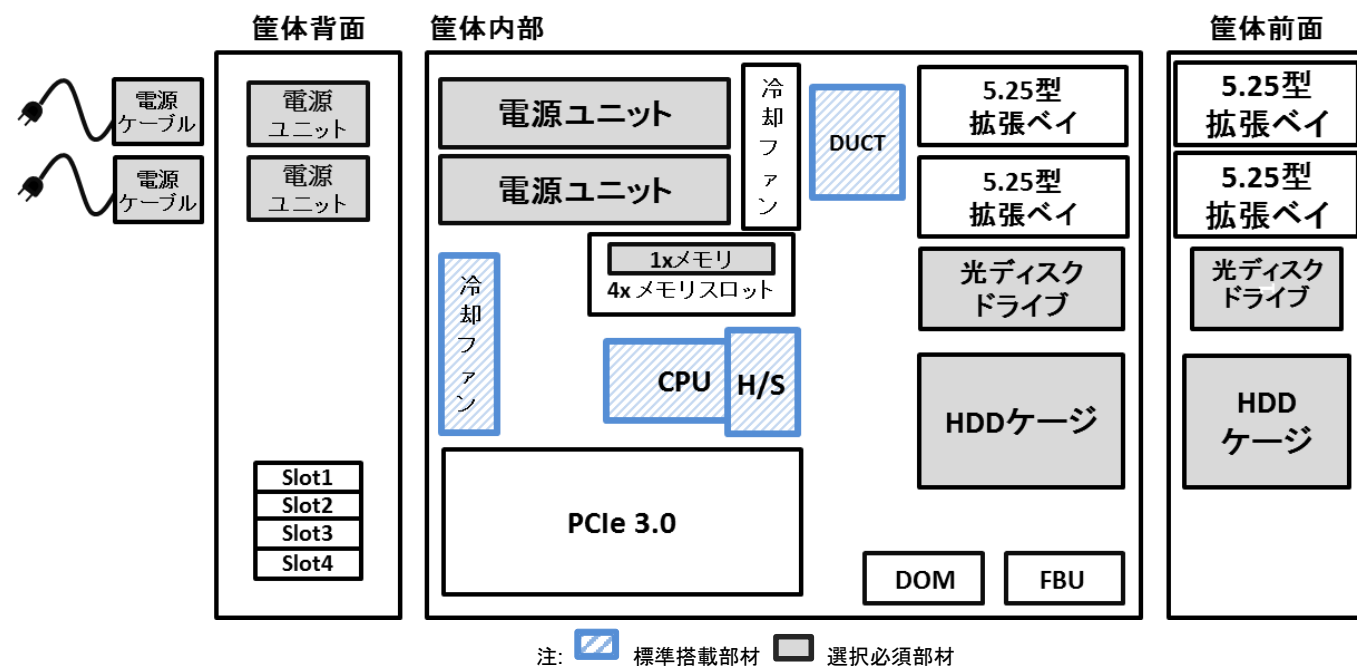 筐体背面
電源
ケーブル
電源
ケーブル
電源
ユニット
電源
ユニット
Slot1
Slot2
Slot3
Slot4
筐体内部
電源ユニット
電源ユニット
冷却ファン
DUCT
5.25型
拡張ベイ
5.25型
拡張ベイ
1xメモリ
4x メモリスロット
冷却ファン
CPU
H/S
光ディスク
ドライブ
HDDケージ
PCIe 3.0
DOM
FBU
筐体前面
5.25型
拡張ベイ
5.25型
拡張ベイ
光ディスク
ドライブ
HDD
ケージ
注: 標準搭載部材 選択必須部材